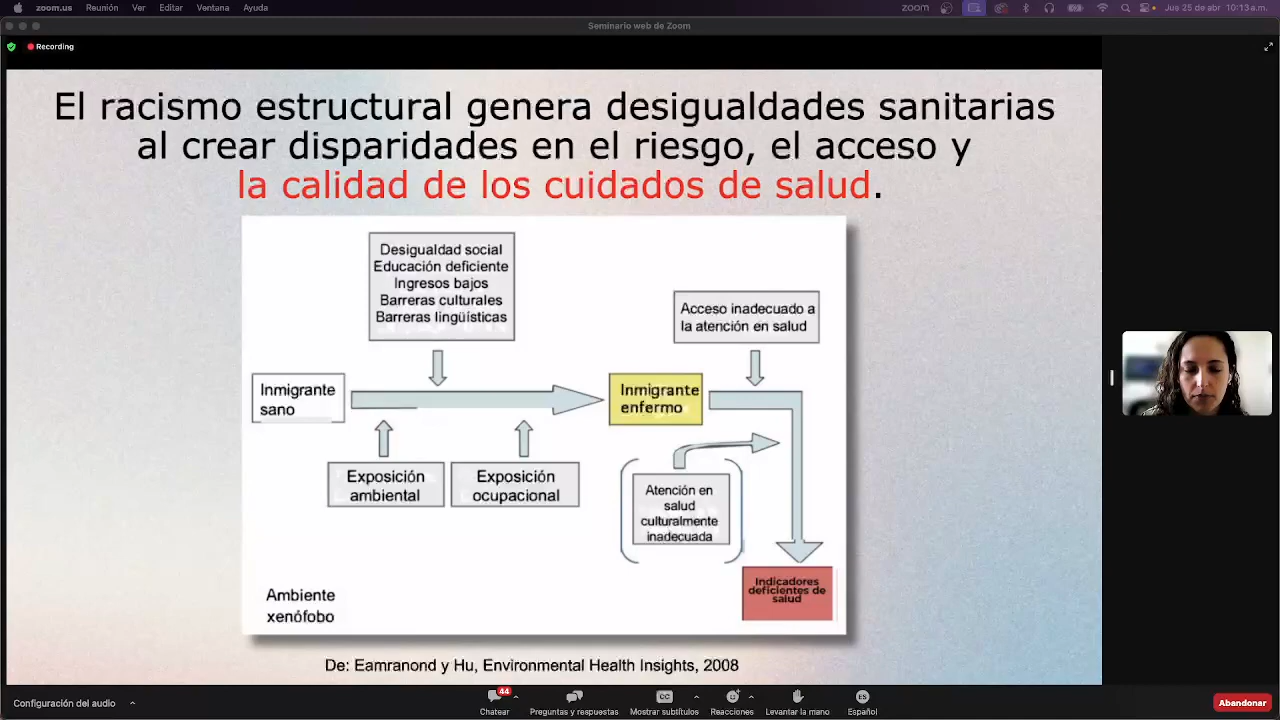 zoom.us Reunión Ver Editar Ventana Ayuda
zoom
Jue 25 de abr 10:13 a.m.
Seminario web de Zoom
Recording
El racismo estructural genera desigualdades sanitarias
al crear disparidades en el riesgo, el acceso y
la calidad de los cuidados de salud.
Desigualdad social
Educación deficiente
Ingresos bajos
Barreras culturales
Barreras lingüísticas
Acceso inadecuado a
la atención en salud
Inmigrante
sano
Inmigrante
enfermo
Exposición
ambiental
Exposición
ocupacional
Atención en
salud
culturalmente
inadecuada
Indicadores
deficientes de
salud
Ambiente
xenófobo
De: Eamranond y Hu, Environmental Health Insights, 2008
Configuración del audio
44
Chatear
Preguntas y respuestas
CC
Mostrar subtítulos
Reacciones
Levantar la mano
ES
Español
Abandonar